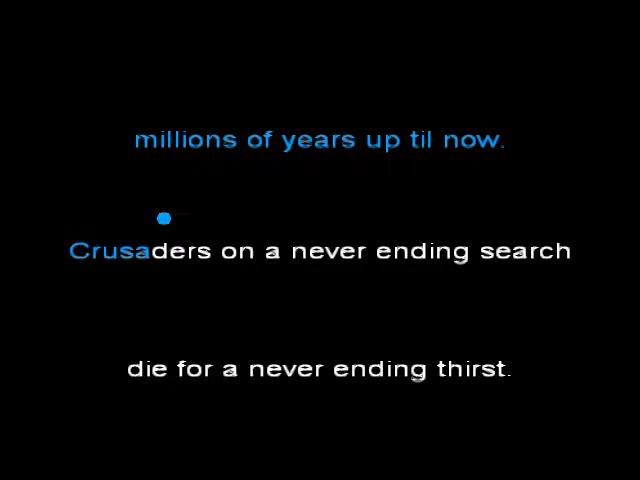 millions of years up til now.
Crusaders on a never ending search
die for a never ending thirst.